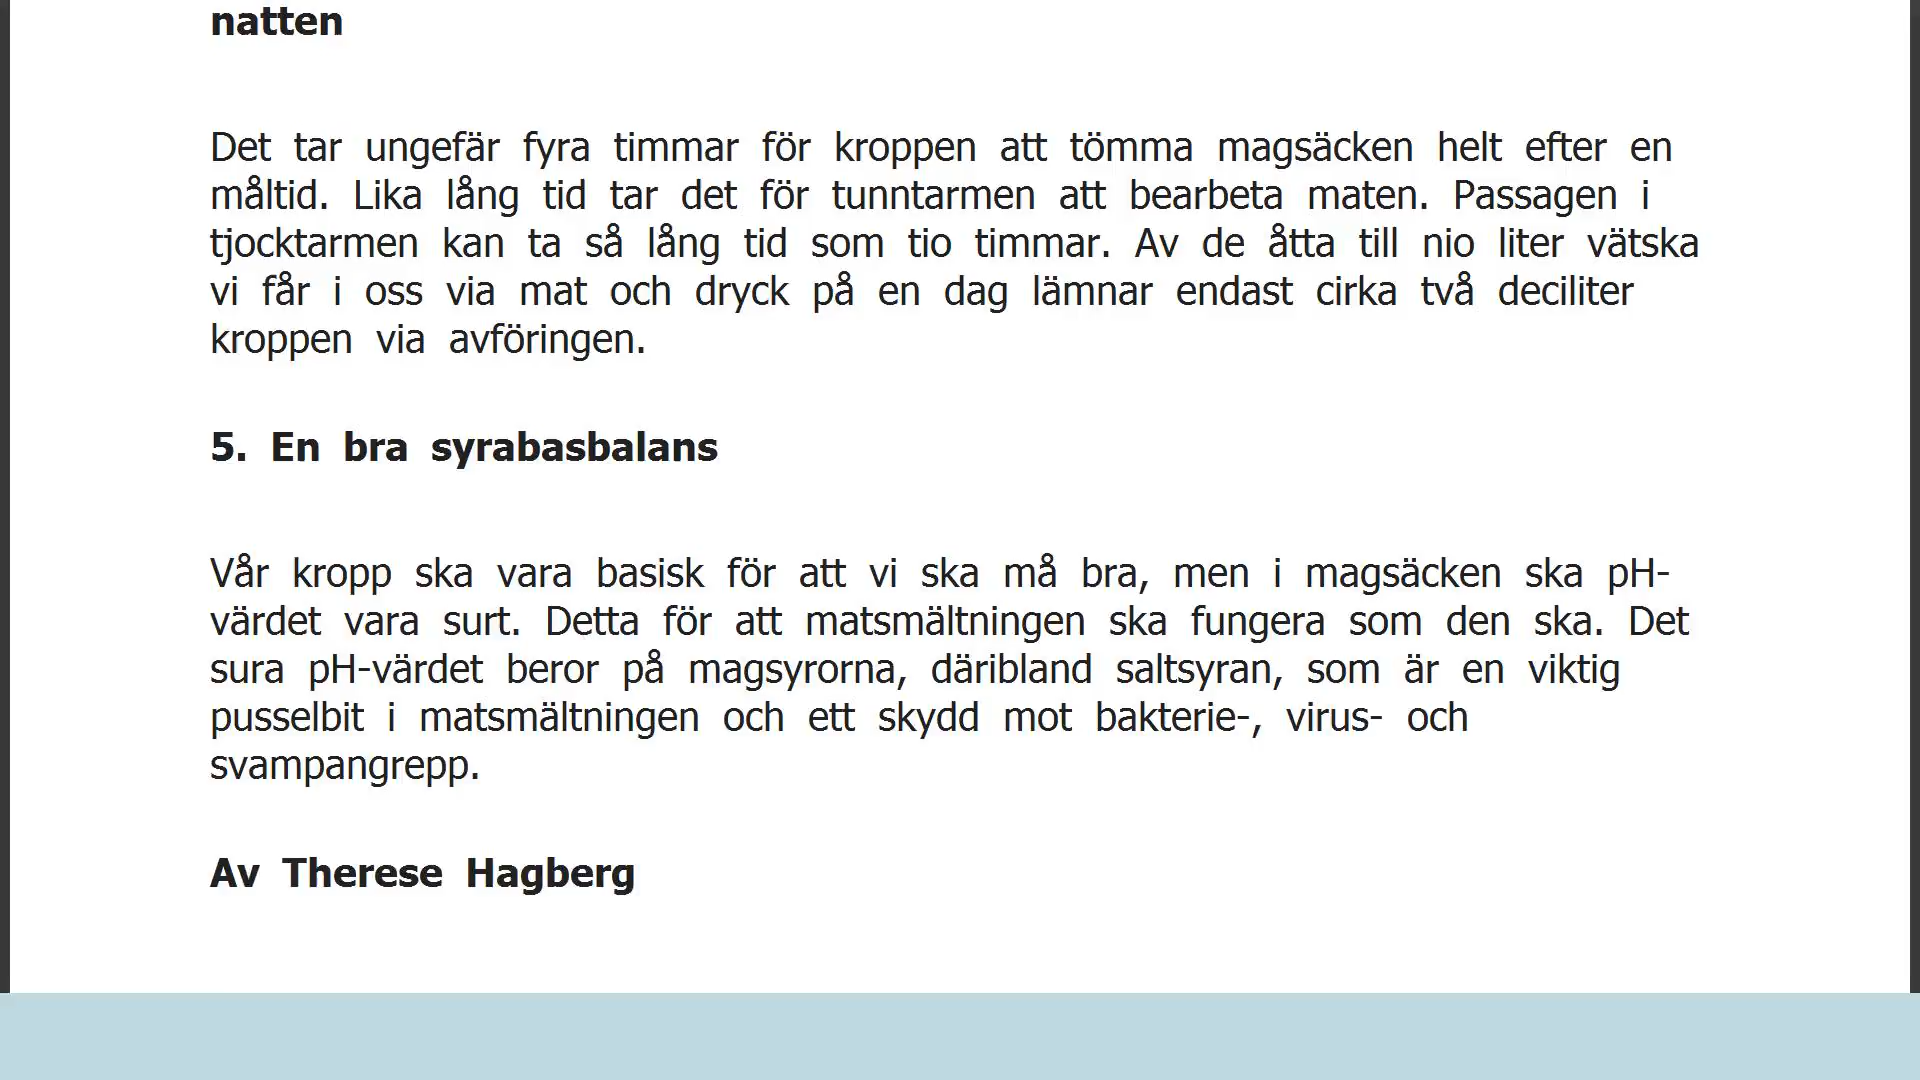 natten
Det tar ungefär fyra timmar för kroppen att tömma magsäcken helt efter en
måltid. Lika lång tid tar det för tunntarmen att bearbeta maten. Passagen i
tjocktarmen kan ta så lång tid som tio timmar. Av de åtta till nio liter vätska
vi får i oss via mat och dryck på en dag lämnar endast cirka två deciliter
kroppen via avföringen.
5. En bra syrabasbalans
Vår kropp ska vara basisk för att vi ska må bra, men i magsäcken ska pH-
värdet vara surt. Detta för att matsmältningen ska fungera som den ska. Det
sura pH-värdet beror på magsyrorna, däribland saltsyran, som är en viktig
pusselbit i matsmältningen och ett skydd mot bakterie-, virus- och
svampangrepp.
Av Therese Hagberg